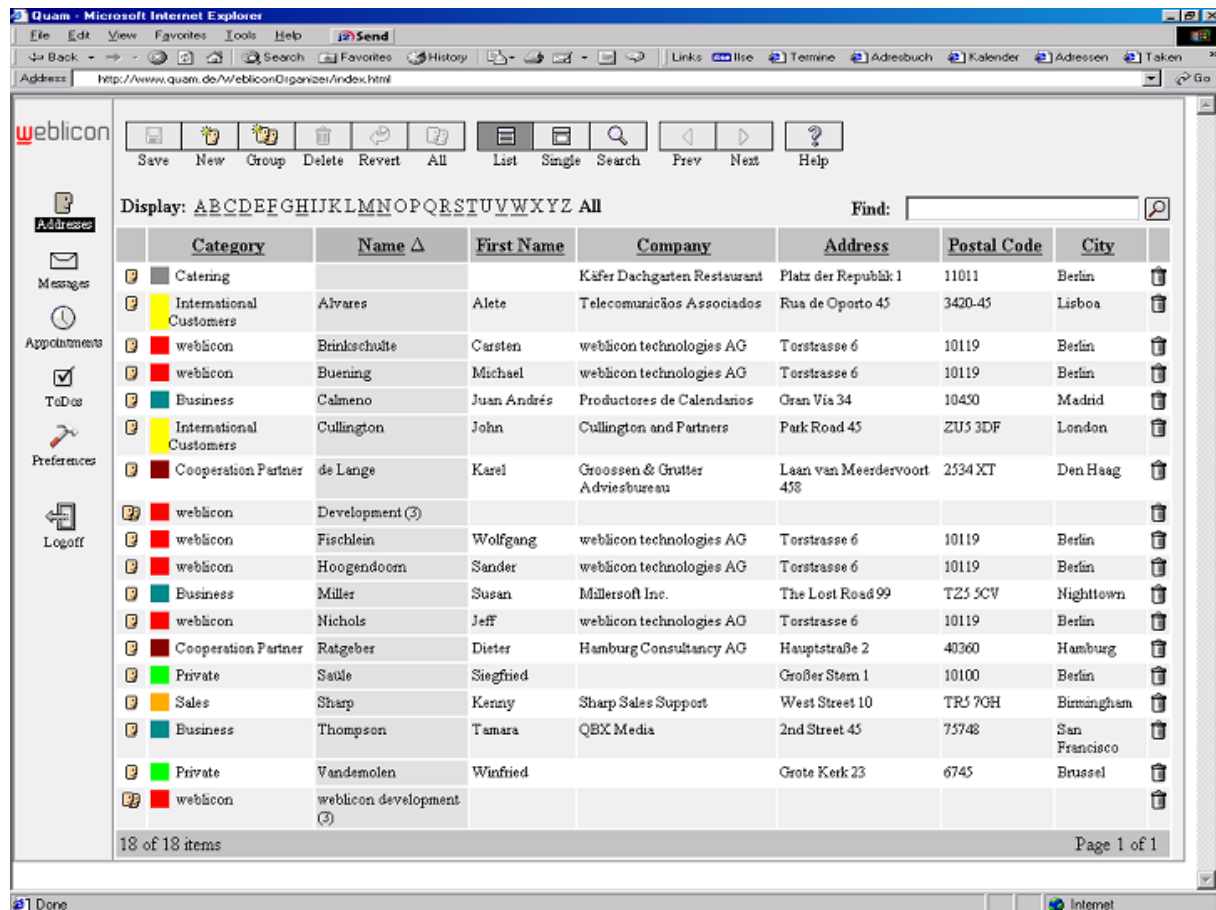 Quam - Microsoft Internet Explorer
File Edit View Favorites Tools Help Send
Back Search Favorites History Links Ilse Termine Adresbuch Kalender Adressen Taken
Address http://www.quam.de/WebliconOrganizer/index.html Go
weblicon
Save New Group Delete Revert All List Single Search Prev Next Help
Display: A B C D E F G H I J K L M N O P Q R S T U V W X Y Z All Find:
Addresses
Messages
Appointments
ToDos
Preferences
Logoff
Category Name First Name Company Address Postal Code City
Catering Käfer Dachgarten Restaurant Platz der Republik 1 11011 Berlin
International Alvares Alete Telecomunicãos Associados Rua de Oporto 45 3420-45 Lisboa
Customers
weblicon Brinkschulte Carsten weblicon technologies AG Torstrasse 6 10119 Berlin
weblicon Buening Michael weblicon technologies AG Torstrasse 6 10119 Berlin
Business Calmeno Juan Andrés Productores de Calendarios Gran Vía 34 10450 Madrid
International Cullington John Cullington and Partners Park Road 45 ZU5 3DF London
Customers
Cooperation Partner de Lange Karel Groossen & Grutter Laan van Meerdervoort 2534 XT Den Haag
Adviesbureau 458
weblicon Development (3)
weblicon Fischlein Wolfgang weblicon technologies AG Torstrasse 6 10119 Berlin
weblicon Hoogendoorn Sander weblicon technologies AG Torstrasse 6 10119 Berlin
Business Miller Susan Millersoft Inc. The Lost Road 99 TZ5 5CV Nighttown
weblicon Nichols Jeff weblicon technologies AG Torstrasse 6 10119 Berlin
Cooperation Partner Ratgeber Dieter Hamburg Consultancy AG Hauptstraße 2 40360 Hamburg
Private Saüle Siegfried Großer Stern 1 10100 Berlin
Sales Sharp Kenny Sharp Sales Support West Street 10 TR5 7GH Birmingham
Business Thompson Tamara QBX Media 2nd Street 45 75748 San
Francisco
Private Vandemolen Winfried Grote Kerk 23 6745 Brussel
weblicon weblicon development
(3)
18 of 18 items Page 1 of 1
Done Internet